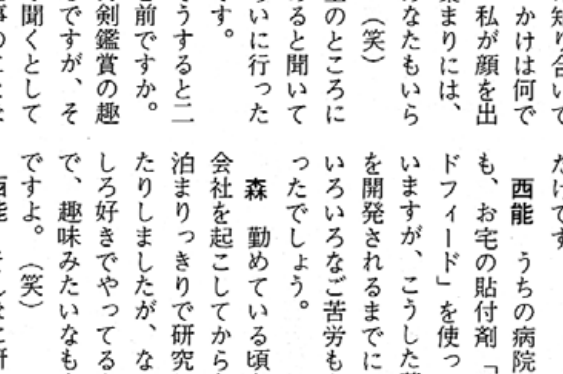 知り合いで
かけは何で
私が顔を出
まりには、
なたもいら
（笑）
のところに
ると聞いて
いに行った
す。
うすると二
前ですか。
剣鑑賞の趣
ですが、そ
聞くとして
だけです
西能　うちの病院
も、お宅の貼付剤「
ドフィード」を使っ
いますが、こうした
を開発されるまでに
いろいろなご苦労も
ったでしょう。
森　勤めている頃
会社を起こしてから
泊まりっきりで研究
たりしましたが、な
しろ好きでやってる
で、趣味みたいなも
ですよ。（笑）